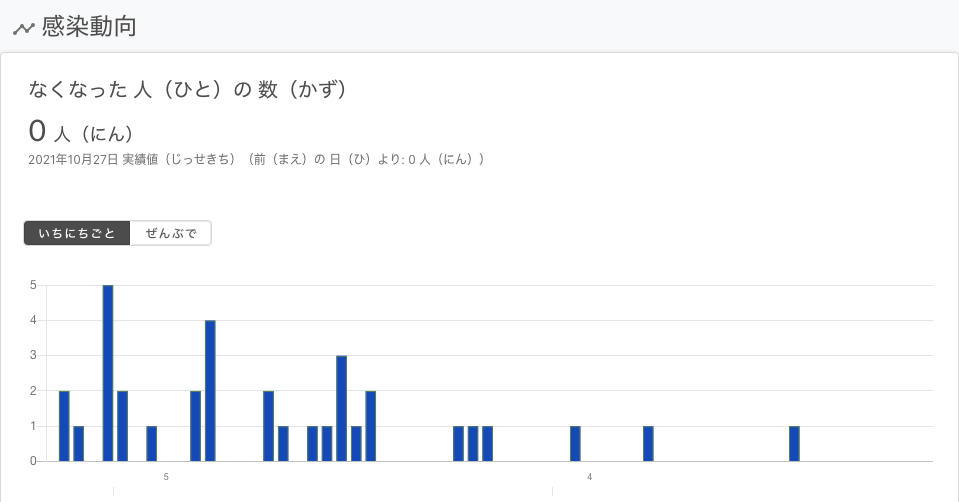 感染動向
なくなった 人（ひと）の 数（かず）
0 人（にん）
2021年10月27日 実績値（じっせきち）（前（まえ）の 日（ひ）より: 0 人（にん））
いちにちごと ぜんぶで
5
4
3
2
1
0
5 4